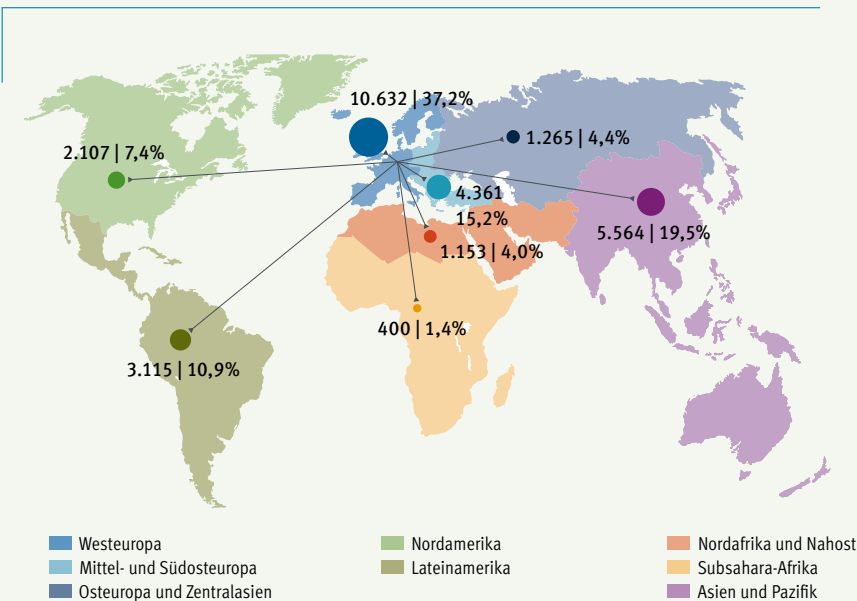 10.632 | 37,2%
1.265 | 4,4%
2.107 | 7,4%
4.361
15,2%
5.564 | 19,5%
1.153 | 4,0%
400 | 1,4%
3.115 | 10,9%
Westeuropa
Mittel- und Südosteuropa
Osteuropa und Zentralasien
Nordamerika
Lateinamerika
Nordafrika und Nahost
Subsahara-Afrika
Asien und Pazifik